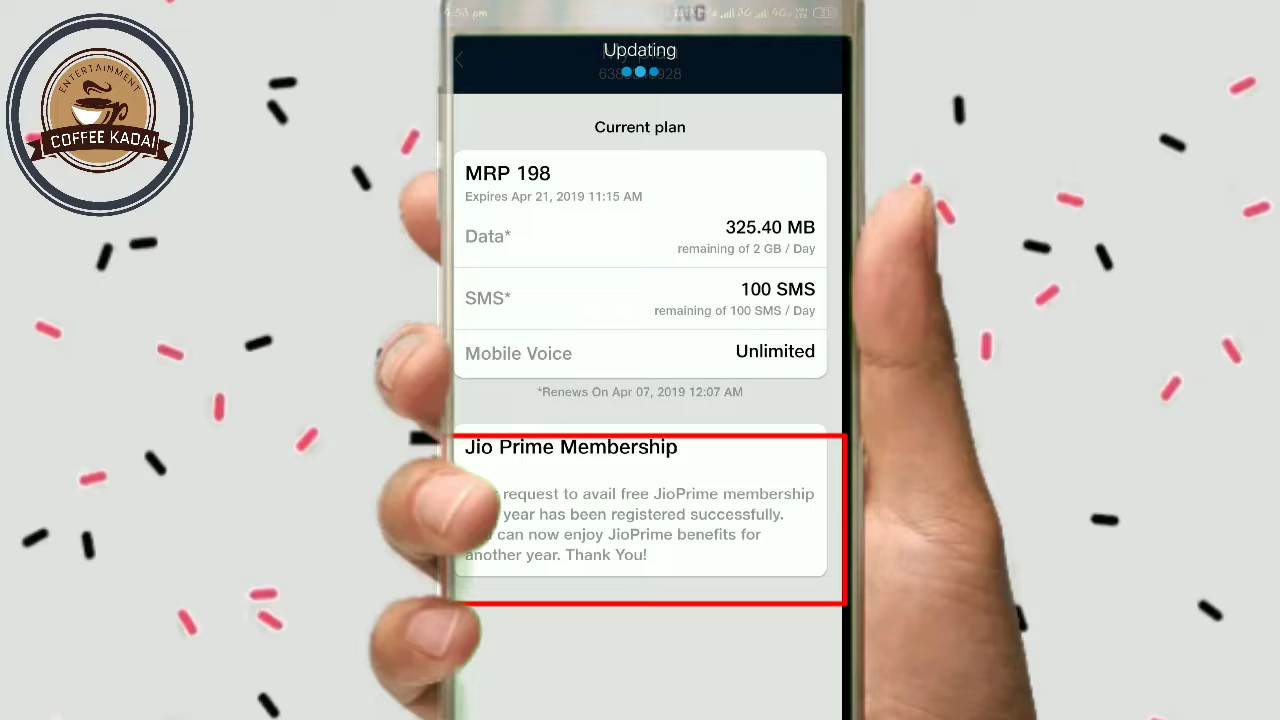 4:53 pm
Updating
Current plan
MRP 198
Expires Apr 21, 2019 11:15 AM
Data*
325.40 MB
remaining of 2 GB / Day
SMS*
100 SMS
remaining of 100 SMS / Day
Mobile Voice
Unlimited
*Renews On Apr 07, 2019 12:07 AM
Jio Prime Membership
request to avail free JioPrime membership
year has been registered successfully.
can now enjoy JioPrime benefits for
another year. Thank You!
ENTERTAINMENT
COFFEE KADAI